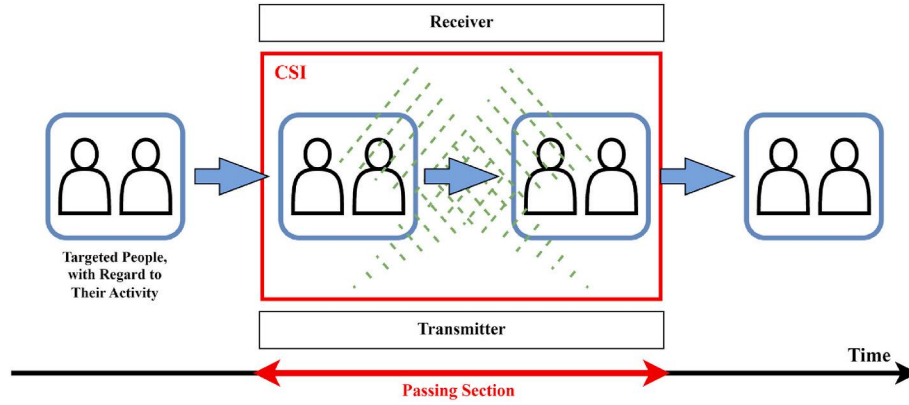 Receiver
CSI
Targeted People,
with Regard to
Their Activity
Transmitter
Time
Passing Section